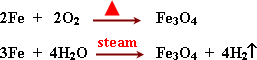 2Fe + 2O₂ ▲→ Fe₃O₄
3Fe + 4H₂O steam→ Fe₃O₄ + 4H₂↑